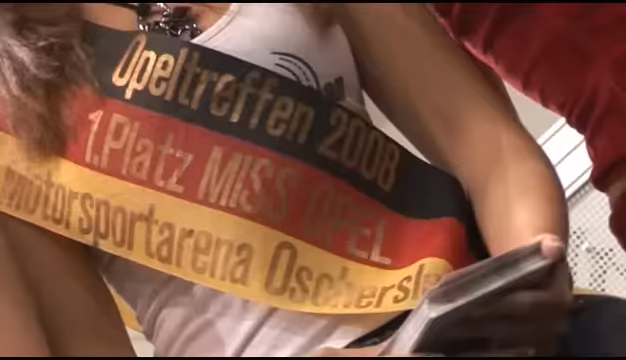 Opeltreffen 2008
1.Platz MISS OPEL
motorsportarena Oschersl